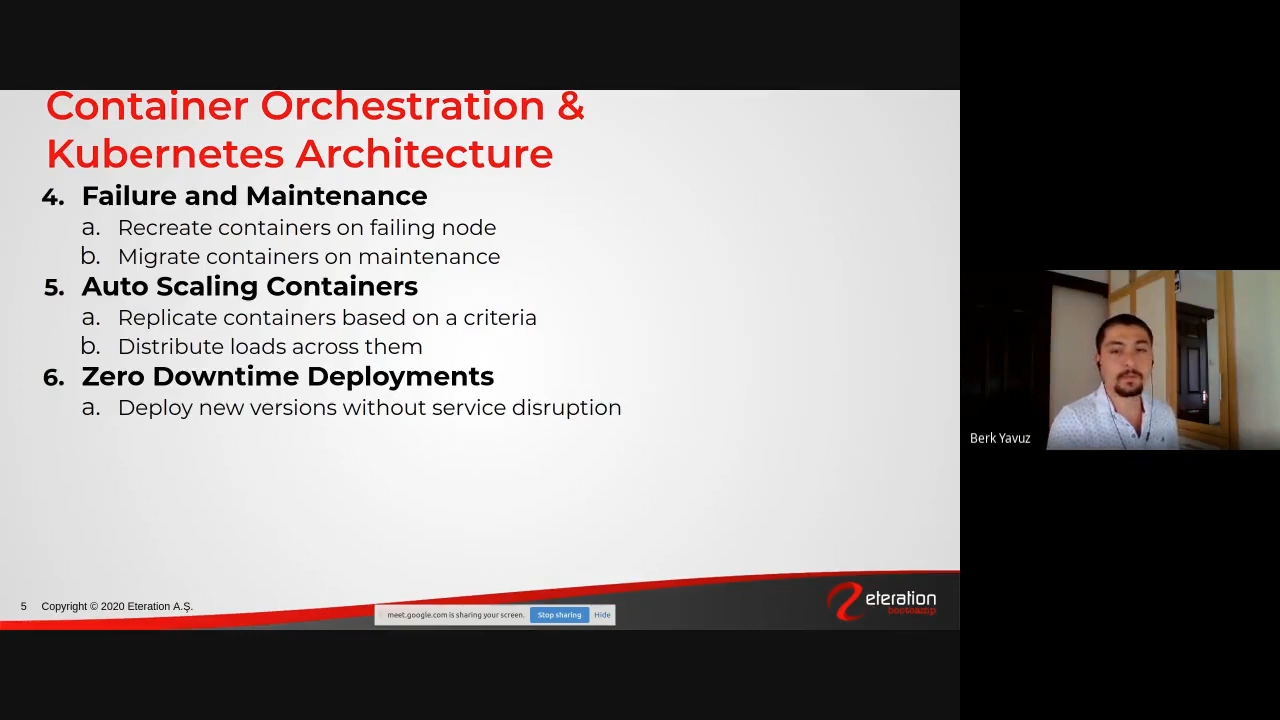 Container Orchestration &
Kubernetes Architecture
4. Failure and Maintenance
a. Recreate containers on failing node
b. Migrate containers on maintenance
5. Auto Scaling Containers
a. Replicate containers based on a criteria
b. Distribute loads across them
6. Zero Downtime Deployments
a. Deploy new versions without service disruption
Berk Yavuz
5 Copyright © 2020 Eteration A.Ş.
meet.google.com is sharing your screen. Stop sharing Hide
eteration
bootcamp